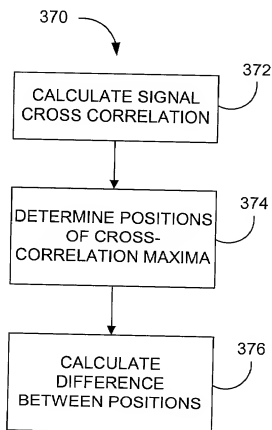 370
372
CALCULATE SIGNAL
CROSS CORRELATION
374
DETERMINE POSITIONS
OF CROSS-
CORRELATION MAXIMA
376
CALCULATE
DIFFERENCE
BETWEEN POSITIONS